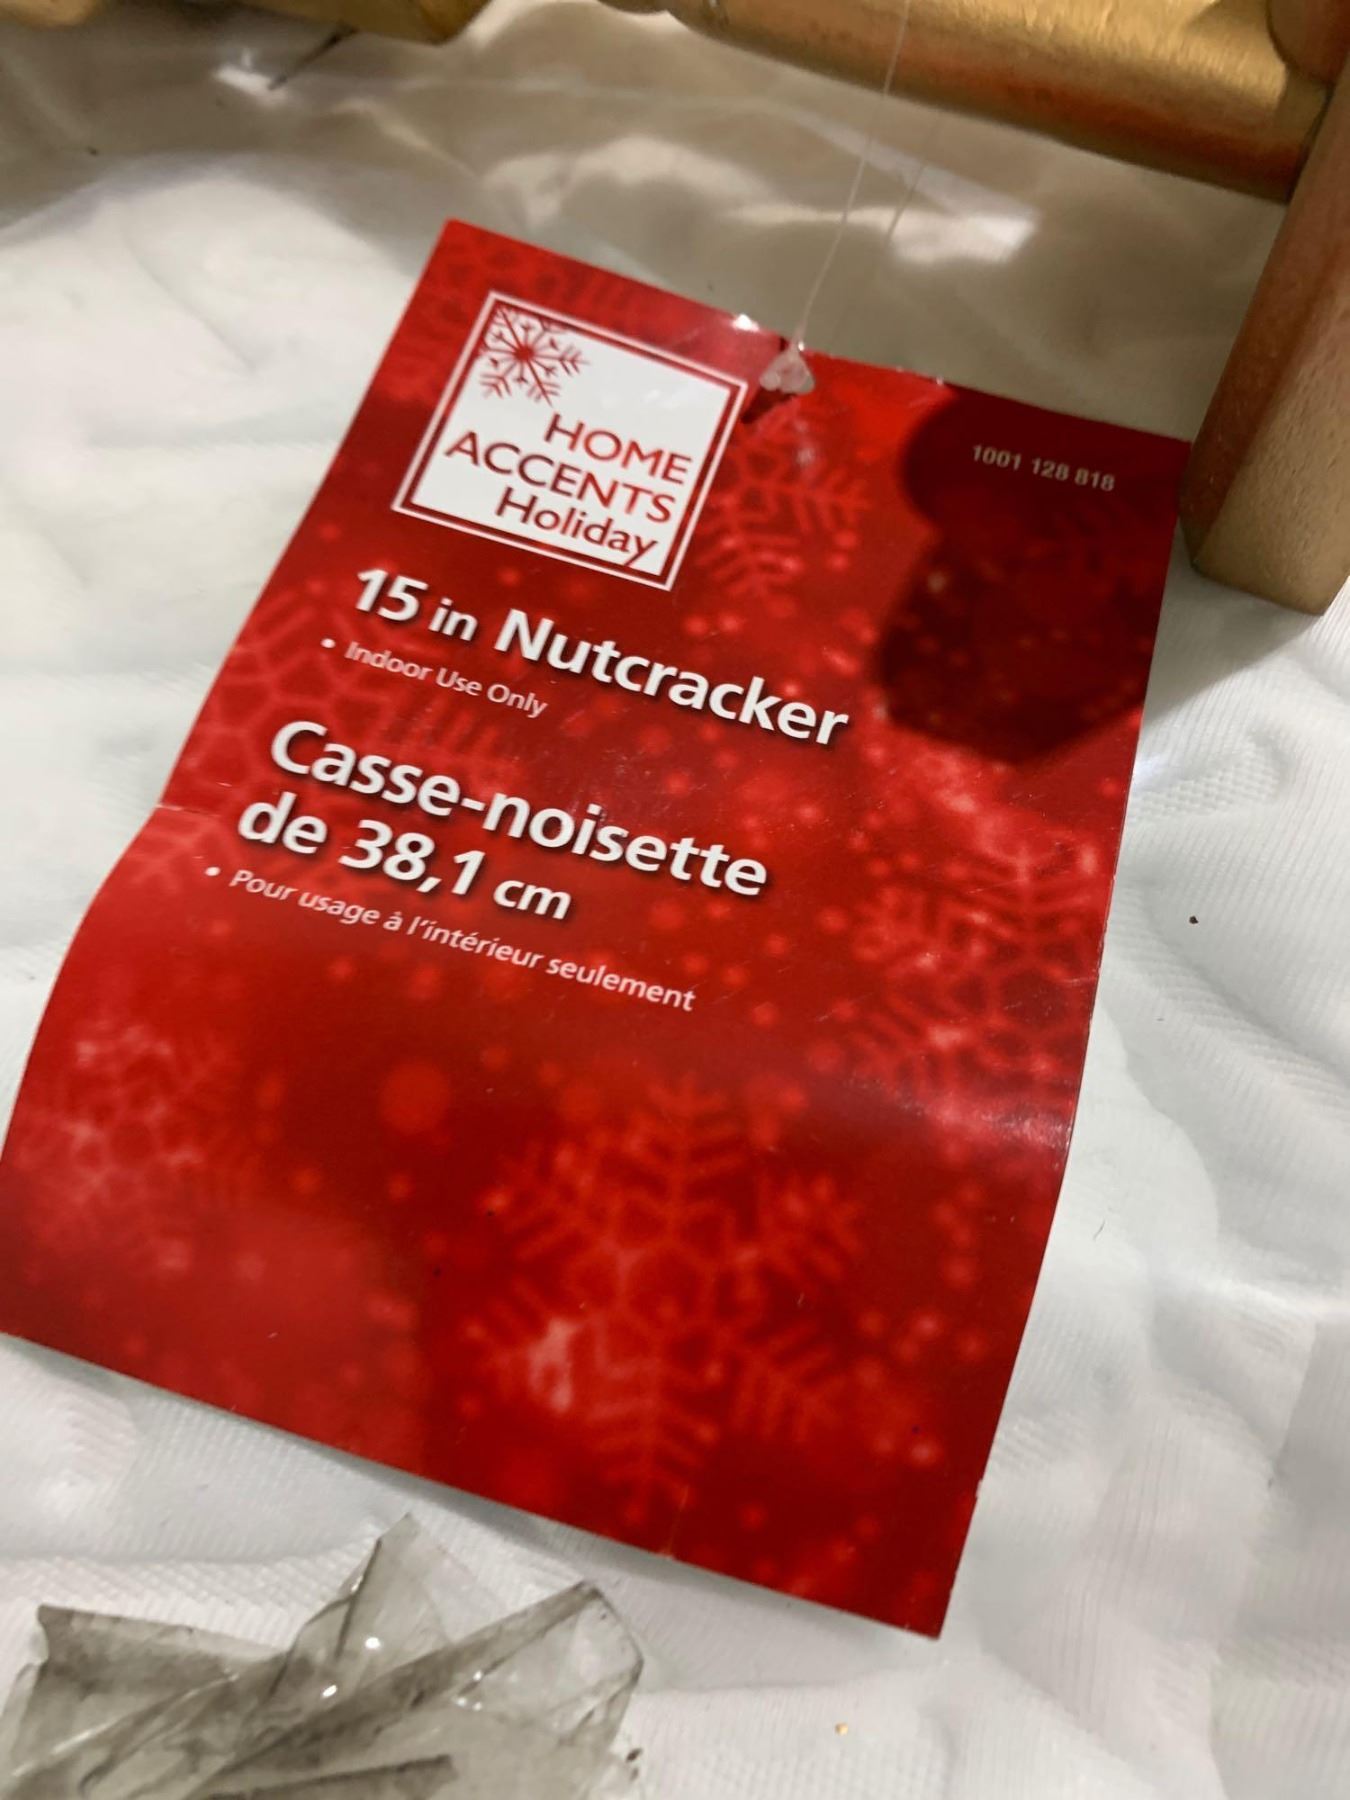 HOME
ACCENTS
Holiday
1001 128 818
15 in Nutcracker
• Indoor Use Only
Casse-noisette
de 38,1 cm
• Pour usage à l'intérieur seulement